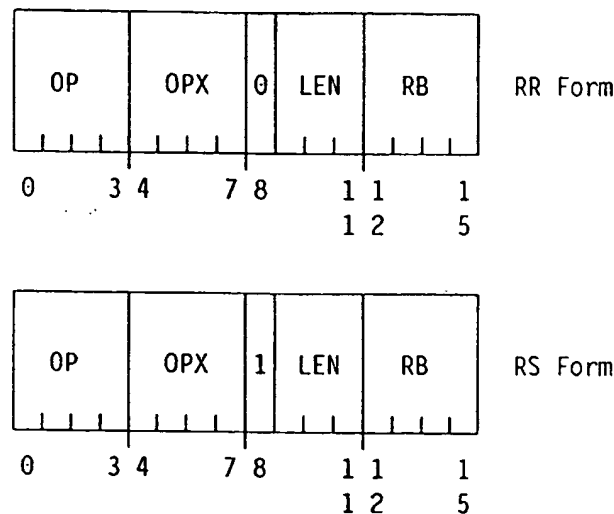 OP OPX 0 LEN RB RR Form
0 3 4 7 8 1 1 1
1 2 5
OP OPX 1 LEN RB RS Form
0 3 4 7 8 1 1 1
1 2 5